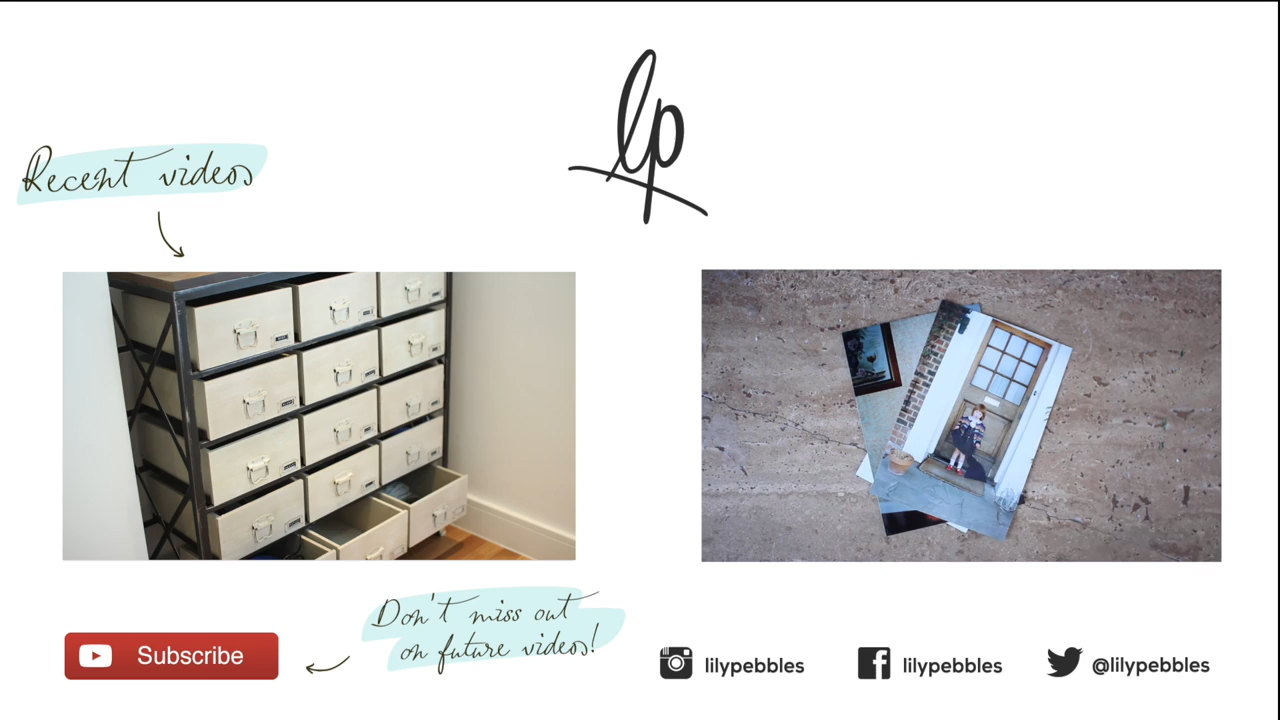 lp
Recent videos
Don't miss out
on future videos!
Subscribe
lilypebbles
lilypebbles
@lilypebbles